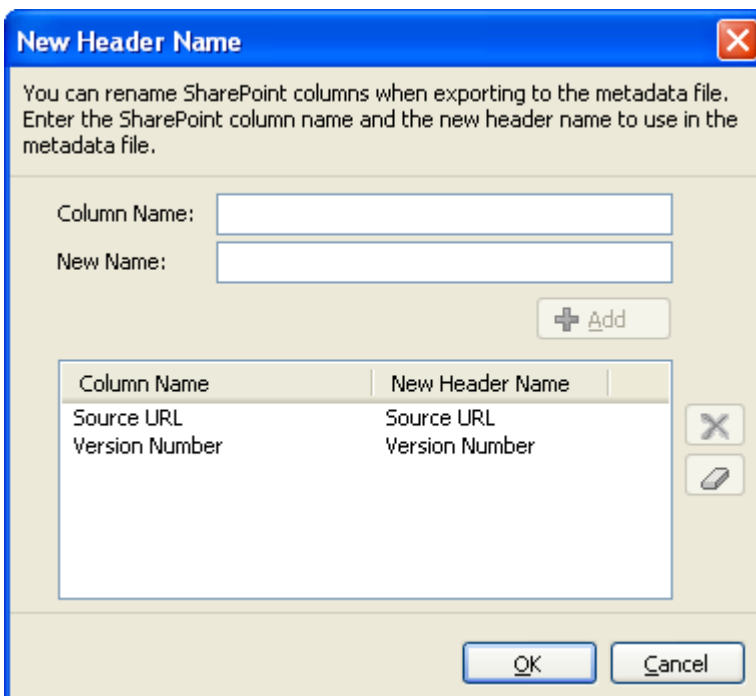 New Header Name
You can rename SharePoint columns when exporting to the metadata file.
Enter the SharePoint column name and the new header name to use in the
metadata file.
Column Name:
New Name:
Add
Column Name New Header Name
Source URL Source URL
Version Number Version Number
OK Cancel